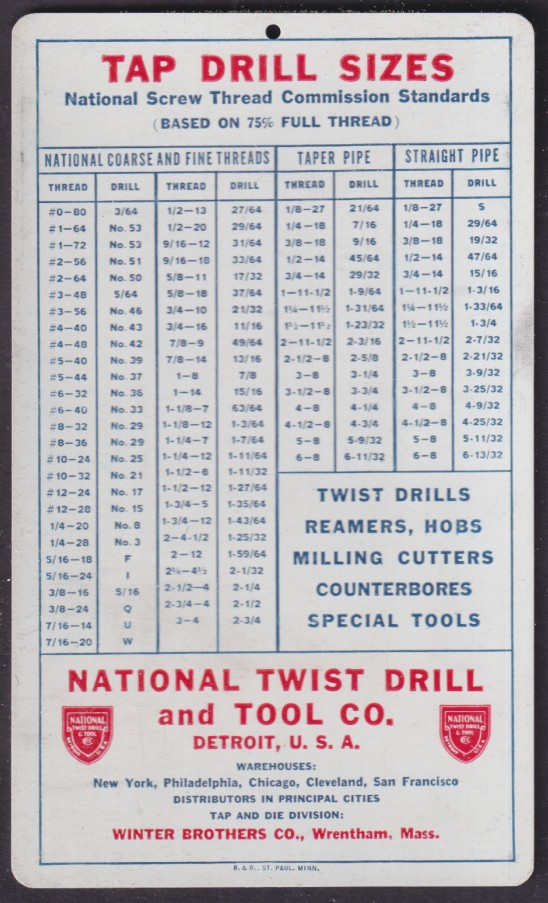 TAP DRILL SIZES
National Screw Thread Commission Standards
(BASED ON 75% FULL THREAD)
NATIONAL COARSE AND FINE THREADS TAPER PIPE STRAIGHT PIPE
THREAD DRILL THREAD DRILL THREAD DRILL THREAD DRILL
#0—80 3/64 1/2—13 27/64 1/8—27 21/64 1/8—27 S
#1—64 No. 53 1/2—20 29/64 1/4—18 7/16 1/4—18 29/64
#1—72 No. 53 9/16—12 31/64 3/8—18 9/16 3/8—18 19/32
#2—56 No. 51 9/16—18 33/64 1/2—14 45/64 1/2—14 47/64
#2—64 No. 50 5/8—11 17/32 3/4—14 29/32 3/4—14 15/16
#3—48 5/64 5/8—18 37/64 1—11-1/2 1-9/64 1—11-1/2 1-3/16
#3—56 No. 46 3/4—10 21/32 1¼—11½ 1-31/64 1¼—11½ 1-33/64
#4—40 No. 43 3/4—16 11/16 1½—11½ 1-23/32 1½—11½ 1-3/4
#4—48 No. 42 7/8—9 49/64 2—11-1/2 2-3/16 2—11-1/2 2-7/32
#5—40 No. 39 7/8—14 13/16 2-1/2—8 2-5/8 2-1/2—8 2-21/32
#5—44 No. 37 1—8 7/8 3—8 3-1/4 3—8 3-9/32
#6—32 No. 36 1—14 15/16 3-1/2—8 3-3/4 3-1/2—8 3-25/32
#6—40 No. 33 1-1/8—7 63/64 4—8 4-1/4 4—8 4-9/32
#8—32 No. 29 1-1/8—12 1-3/64 4-1/2—8 4-3/4 4-1/2—8 4-25/32
#8—36 No. 29 1-1/4—7 1-7/64 5—8 5-9/32 5—8 5-11/32
#10—24 No. 25 1-1/4—12 1-11/64 6—8 6-11/32 6—8 6-13/32
#10—32 No. 21 1-1/2—6 1-11/32
#12—24 No. 17 1-1/2—12 1-27/64
#12—28 No. 15 1-3/4—5 1-35/64
1/4—20 No. 8 1-3/4—12 1-43/64
1/4—28 No. 3 2—4-1/2 1-25/32
5/16—18 F 2—12 1-59/64
5/16—24 I 2¼—4½ 2-1/32
3/8—16 5/16 2-1/2—4 2-1/4
3/8—24 Q 2-3/4—4 2-1/2
7/16—14 U 3—4 2-3/4
7/16—20 W
TWIST DRILLS
REAMERS, HOBS
MILLING CUTTERS
COUNTERBORES
SPECIAL TOOLS
NATIONAL TWIST DRILL
and TOOL CO.
DETROIT, U. S. A.
NATIONAL
TWIST DRILL
& TOOL
NATIONAL
TWIST DRILL
& TOOL
WAREHOUSES:
New York, Philadelphia, Chicago, Cleveland, San Francisco
DISTRIBUTORS IN PRINCIPAL CITIES
TAP AND DIE DIVISION:
WINTER BROTHERS CO., Wrentham, Mass.
B. & B., ST. PAUL, MINN.